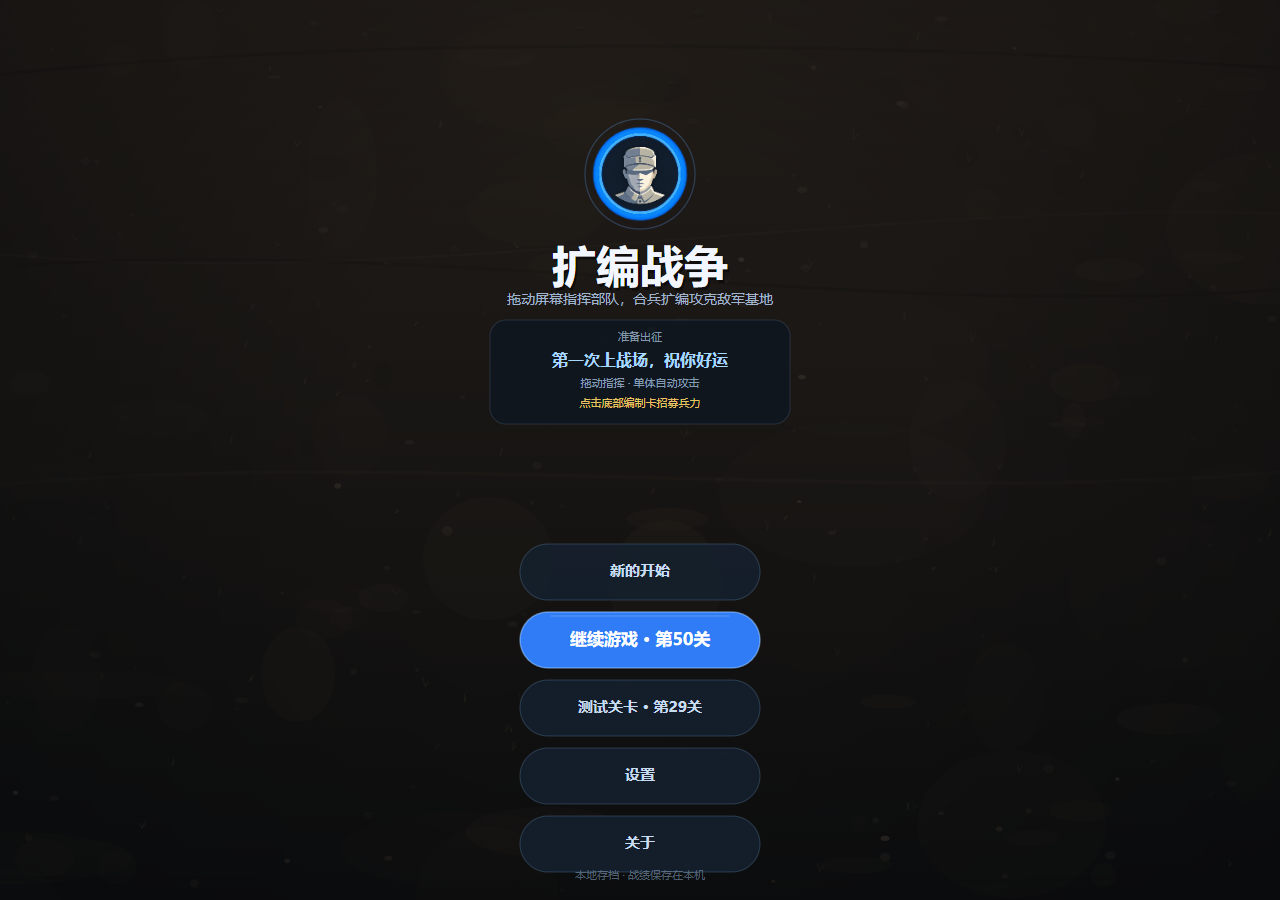 扩编战争
拖动屏幕指挥部队，合兵扩编攻克敌军基地
准备出征
第一次上战场，祝你好运
拖动指挥 · 单体自动攻击
点击底部编制卡招募兵力
新的开始
继续游戏 • 第50关
测试关卡 • 第29关
设置
关于
本地存档 · 战绩保存在本机